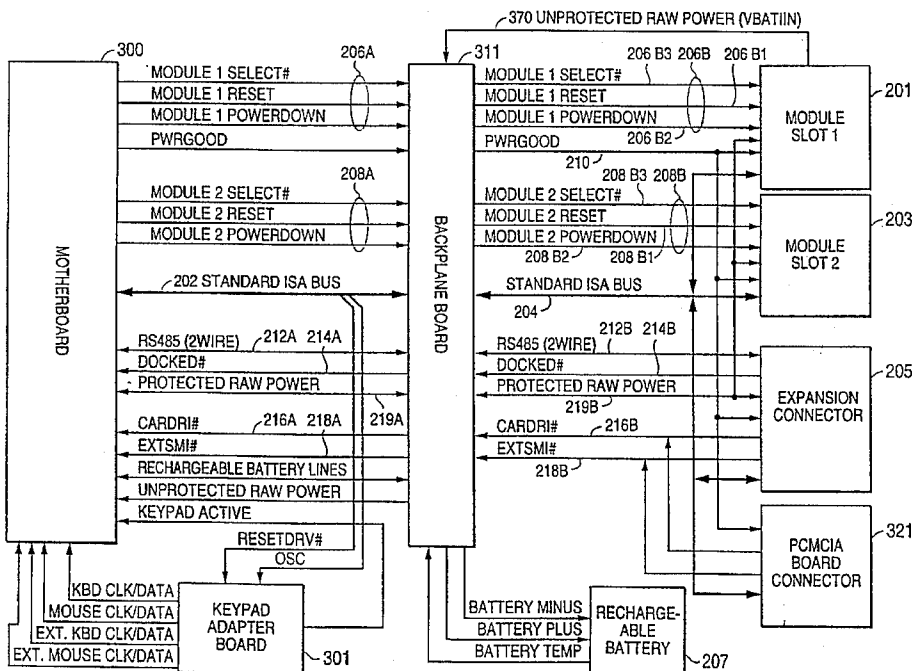 370 UNPROTECTED RAW POWER (VBATIIN)
300
206A
311
206 B3
206B
206 B1
201
MODULE 1 SELECT#
MODULE 1 RESET
MODULE 1 POWERDOWN
PWRGOOD
MODULE 1 SELECT#
MODULE 1 RESET
MODULE 1 POWERDOWN
206 B2
PWRGOOD
210
MODULE
SLOT 1
208A
208 B3
208B
203
MODULE 2 SELECT#
MODULE 2 RESET
MODULE 2 POWERDOWN
MODULE 2 SELECT#
MODULE 2 RESET
MODULE 2 POWERDOWN
208 B2
208 B1
MODULE
SLOT 2
MOTHERBOARD
BACKPLANE BOARD
202 STANDARD ISA BUS
STANDARD ISA BUS
204
RS485 (2WIRE)
212A
214A
DOCKED#
PROTECTED RAW POWER
219A
RS485 (2WIRE)
212B
214B
DOCKED#
PROTECTED RAW POWER
219B
205
EXPANSION
CONNECTOR
CARDRI#
216A
218A
EXTSMI#
RECHARGEABLE BATTERY LINES
UNPROTECTED RAW POWER
KEYPAD ACTIVE
CARDRI#
216B
EXTSMI#
218B
321
PCMCIA
BOARD
CONNECTOR
RESETDRV#
OSC
KBD CLK/DATA
MOUSE CLK/DATA
EXT. KBD CLK/DATA
EXT. MOUSE CLK/DATA
KEYPAD
ADAPTER
BOARD
301
BATTERY MINUS
BATTERY PLUS
BATTERY TEMP
RECHARGE-
ABLE
BATTERY
207